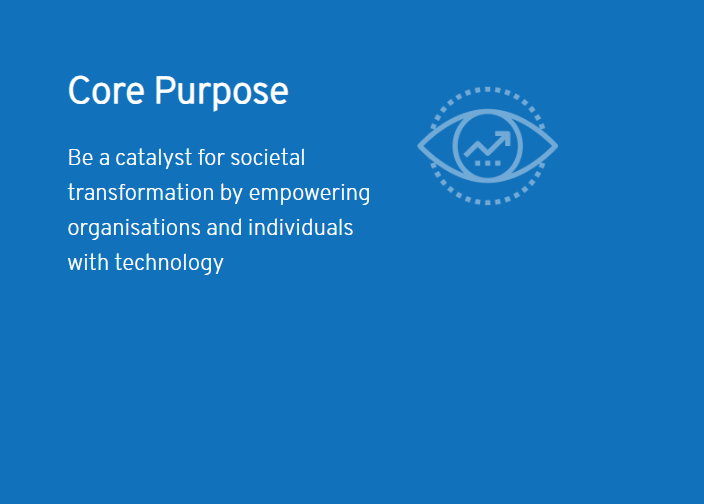 Core Purpose
Be a catalyst for societal
transformation by empowering
organisations and individuals
with technology